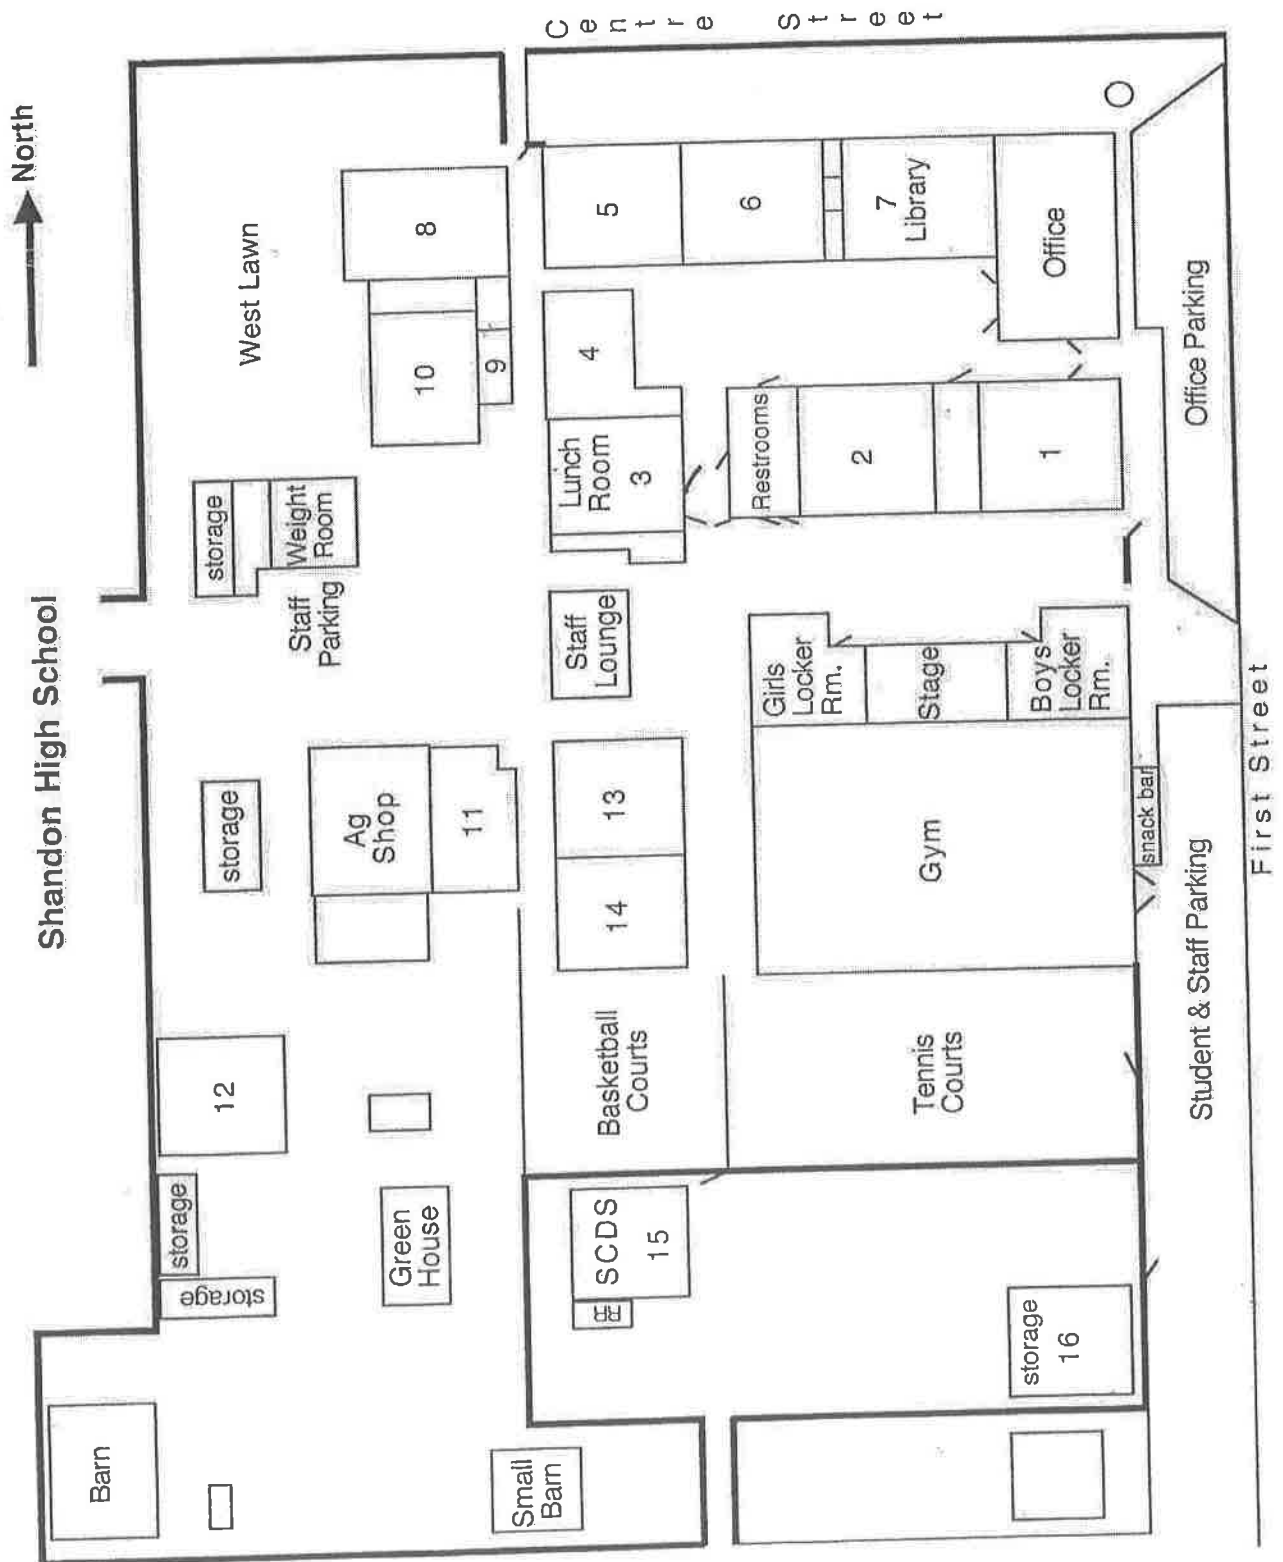 Shandon High School
North
Centre Street
West Lawn
8
10
9
5
6
7
Library
Office
4
Lunch
Room
3
Restrooms
2
1
Office Parking
storage
Weight
Room
Staff
Parking
Staff
Lounge
Girls
Locker
Rm.
Stage
Boys
Locker
Rm.
storage
Ag
Shop
11
13
14
Gym
snack bar
First Street
Student & Staff Parking
12
Basketball
Courts
Tennis
Courts
storage
storage
Green
House
SCDS
15
RR
storage
16
Barn
Small
Barn